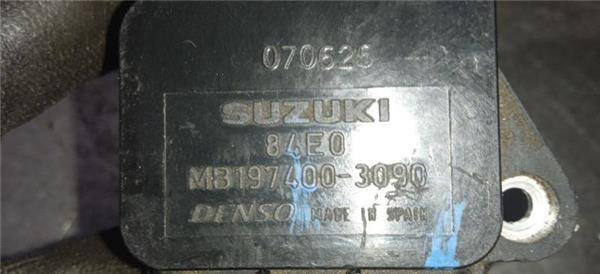 070626
SUZUKI
84E0
MB197400-3090
DENSO MADE IN SPAIN